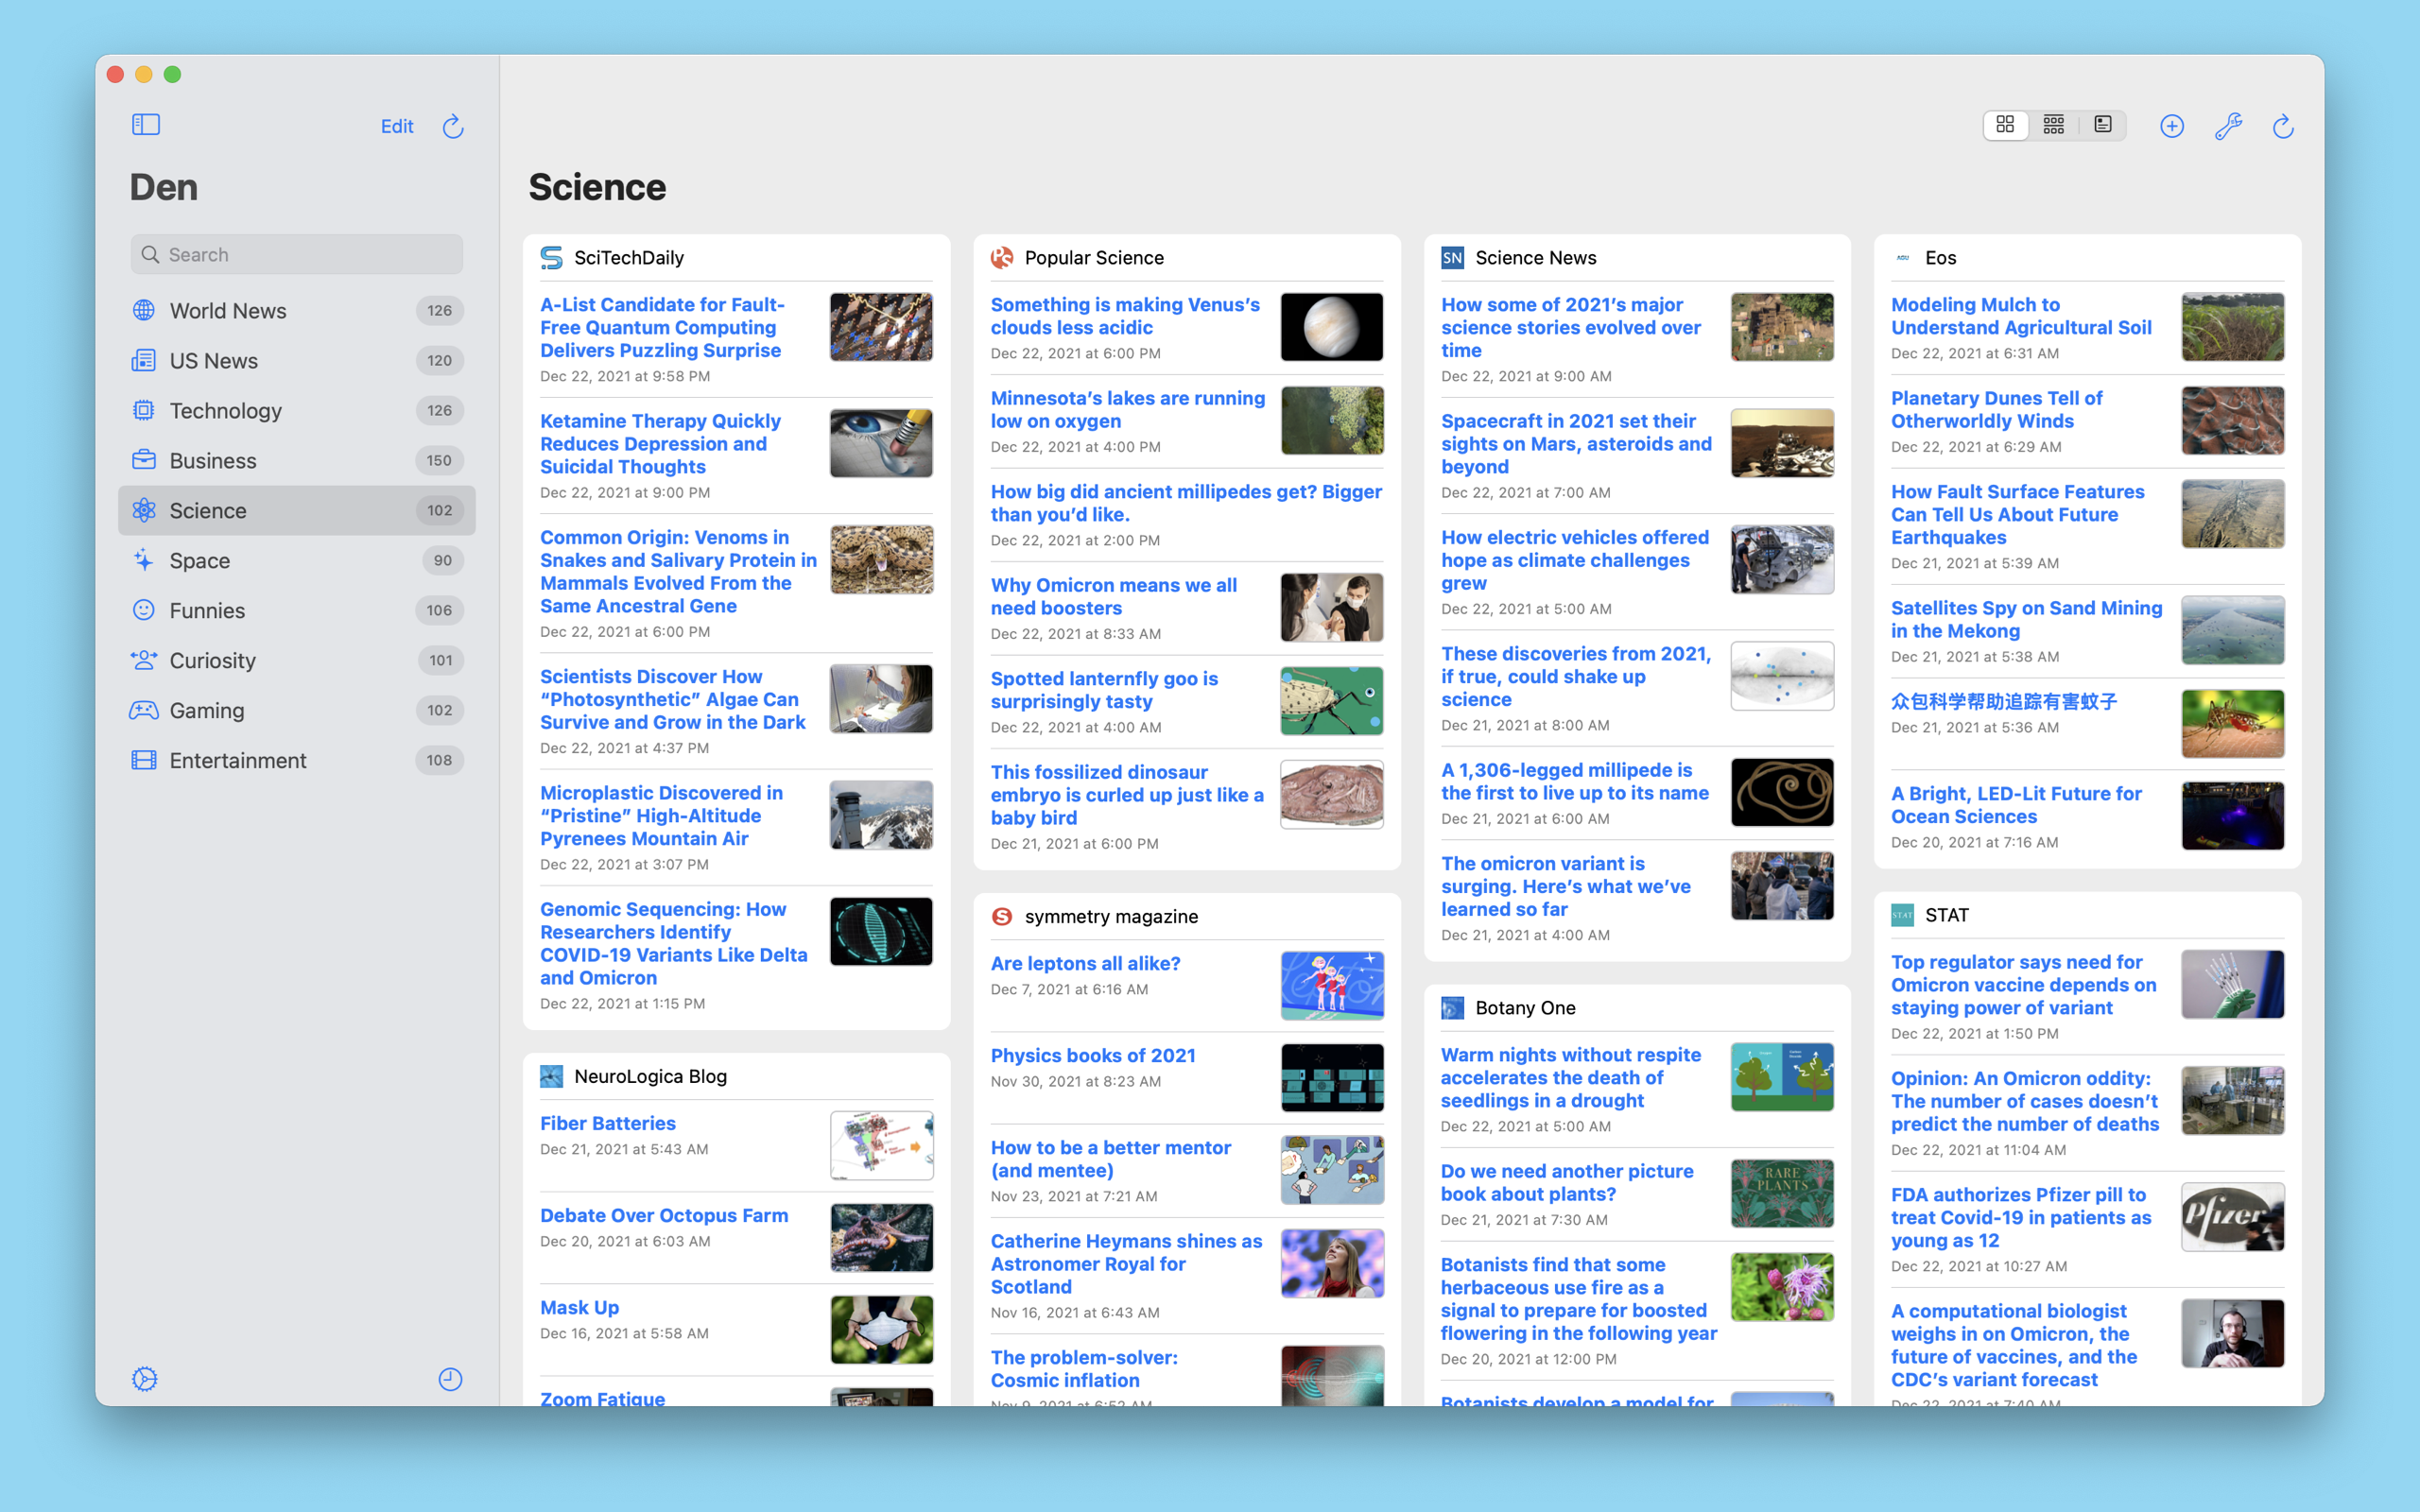 Edit
Den
Search
World News 126
US News 120
Technology 126
Business 150
Science 102
Space 90
Funnies 106
Curiosity 101
Gaming 102
Entertainment 108
Science
SciTechDaily
A-List Candidate for Fault-
Free Quantum Computing
Delivers Puzzling Surprise
Dec 22, 2021 at 9:58 PM
Ketamine Therapy Quickly
Reduces Depression and
Suicidal Thoughts
Dec 22, 2021 at 9:00 PM
Common Origin: Venoms in
Snakes and Salivary Protein in
Mammals Evolved From the
Same Ancestral Gene
Dec 22, 2021 at 6:00 PM
Scientists Discover How
“Photosynthetic” Algae Can
Survive and Grow in the Dark
Dec 22, 2021 at 4:37 PM
Microplastic Discovered in
“Pristine” High-Altitude
Pyrenees Mountain Air
Dec 22, 2021 at 3:07 PM
Genomic Sequencing: How
Researchers Identify
COVID-19 Variants Like Delta
and Omicron
Dec 22, 2021 at 1:15 PM
NeuroLogica Blog
Fiber Batteries
Dec 21, 2021 at 5:43 AM
Debate Over Octopus Farm
Dec 20, 2021 at 6:03 AM
Mask Up
Dec 16, 2021 at 5:58 AM
Zoom Fatigue
Popular Science
Something is making Venus’s
clouds less acidic
Dec 22, 2021 at 6:00 PM
Minnesota’s lakes are running
low on oxygen
Dec 22, 2021 at 4:00 PM
How big did ancient millipedes get? Bigger
than you’d like.
Dec 22, 2021 at 2:00 PM
Why Omicron means we all
need boosters
Dec 22, 2021 at 8:33 AM
Spotted lanternfly goo is
surprisingly tasty
Dec 22, 2021 at 4:00 AM
This fossilized dinosaur
embryo is curled up just like a
baby bird
Dec 21, 2021 at 6:00 PM
S symmetry magazine
Are leptons all alike?
Dec 7, 2021 at 6:16 AM
Physics books of 2021
Nov 30, 2021 at 8:23 AM
How to be a better mentor
(and mentee)
Nov 23, 2021 at 7:21 AM
Catherine Heymans shines as
Astronomer Royal for
Scotland
Nov 16, 2021 at 6:43 AM
The problem-solver:
Cosmic inflation
Nov 9, 2021 at 6:52 AM
SN Science News
How some of 2021’s major
science stories evolved over
time
Dec 22, 2021 at 9:00 AM
Spacecraft in 2021 set their
sights on Mars, asteroids and
beyond
Dec 22, 2021 at 7:00 AM
How electric vehicles offered
hope as climate challenges
grew
Dec 22, 2021 at 5:00 AM
These discoveries from 2021,
if true, could shake up
science
Dec 21, 2021 at 8:00 AM
A 1,306-legged millipede is
the first to live up to its name
Dec 21, 2021 at 6:00 AM
The omicron variant is
surging. Here’s what we’ve
learned so far
Dec 21, 2021 at 4:00 AM
Botany One
Warm nights without respite
accelerates the death of
seedlings in a drought
Dec 22, 2021 at 5:00 AM
Do we need another picture
book about plants?
Dec 21, 2021 at 7:30 AM
RARE
PLANTS
Botanists find that some
herbaceous use fire as a
signal to prepare for boosted
flowering in the following year
Dec 20, 2021 at 12:00 PM
Botanists develop a model for
AGU Eos
Modeling Mulch to
Understand Agricultural Soil
Dec 22, 2021 at 6:31 AM
Planetary Dunes Tell of
Otherworldly Winds
Dec 22, 2021 at 6:29 AM
How Fault Surface Features
Can Tell Us About Future
Earthquakes
Dec 21, 2021 at 5:39 AM
Satellites Spy on Sand Mining
in the Mekong
Dec 21, 2021 at 5:38 AM
众包科学帮助追踪有害蚊子
Dec 21, 2021 at 5:36 AM
A Bright, LED-Lit Future for
Ocean Sciences
Dec 20, 2021 at 7:16 AM
STAT STAT
Top regulator says need for
Omicron vaccine depends on
staying power of variant
Dec 22, 2021 at 1:50 PM
Opinion: An Omicron oddity:
The number of cases doesn’t
predict the number of deaths
Dec 22, 2021 at 11:04 AM
FDA authorizes Pfizer pill to
treat Covid-19 in patients as
young as 12
Dec 22, 2021 at 10:27 AM
Pfizer
A computational biologist
weighs in on Omicron, the
future of vaccines, and the
CDC’s variant forecast
Dec 22, 2021 at 7:40 AM